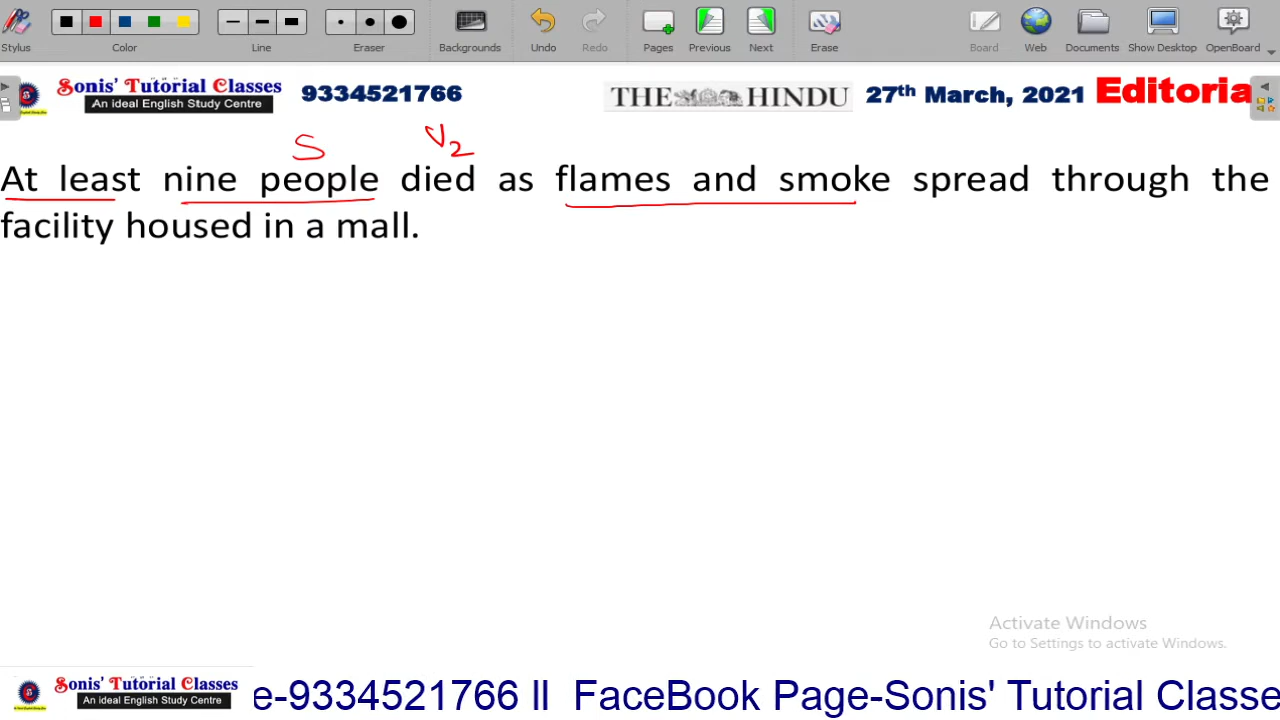 Stylus Color Line Eraser Backgrounds Undo Redo Pages Previous Next Erase Board Web Documents Show Desktop OpenBoard
Sonis' Tutorial Classes
An ideal English Study Centre
9334521766
THE HINDU
27th March, 2021
Editoria
S V2
At least nine people died as flames and smoke spread through the
facility housed in a mall.
Activate Windows
Go to Settings to activate Windows.
Sonis' Tutorial Classes
An ideal English Study Centre
e-9334521766 ll FaceBook Page-Sonis' Tutorial Classe